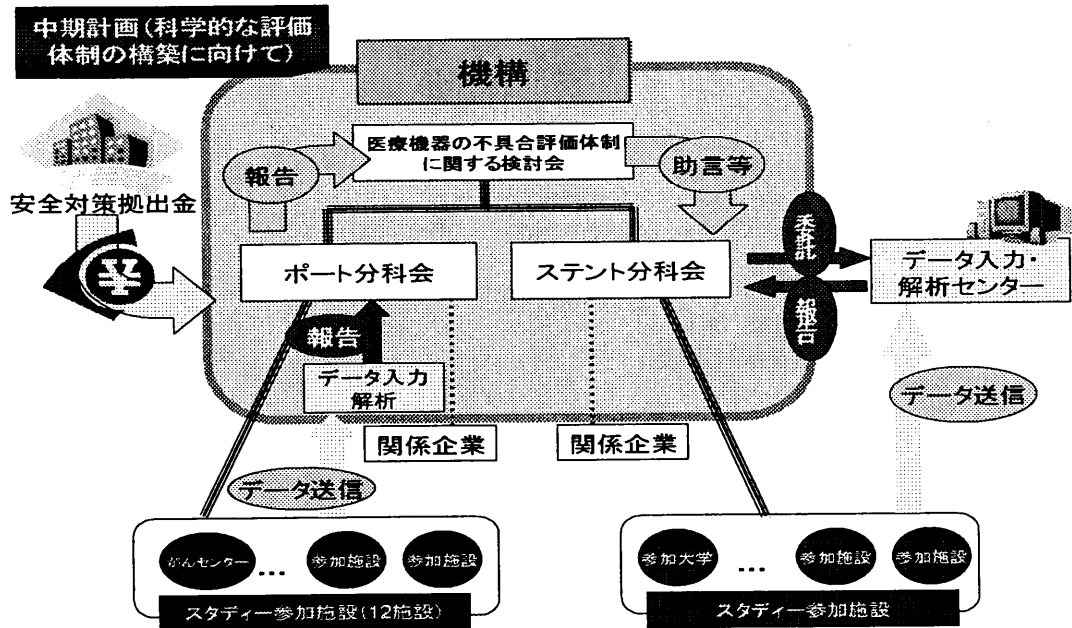 中期計画(科学的な評価
体制の構築に向けて)
機構
医療機器の不具合評価体制
に関する検討会
報告
助言等
安全対策拠出金
¥
ポート分科会
ステント分科会
委託
報告
データ入力・
解析センター
報告
データ入力
解析
関係企業
関係企業
データ送信
データ送信
がんセンター
...
参加施設
参加施設
スタディー参加施設(12施設)
参加大学
...
参加施設
参加施設
スタディー参加施設